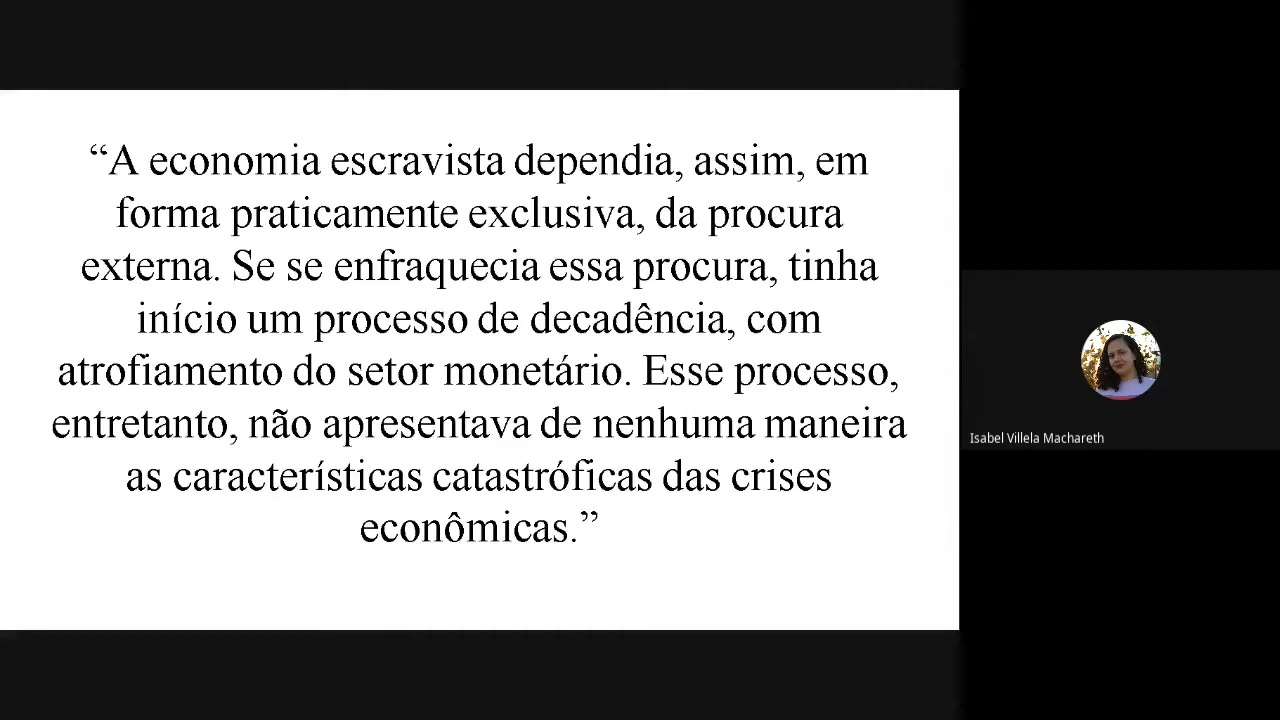 “A economia escravista dependia, assim, em
forma praticamente exclusiva, da procura
externa. Se se enfraquecia essa procura, tinha
início um processo de decadência, com
atrofiamento do setor monetário. Esse processo,
entretanto, não apresentava de nenhuma maneira
as características catastróficas das crises
econômicas.”
Isabel Villela Machareth